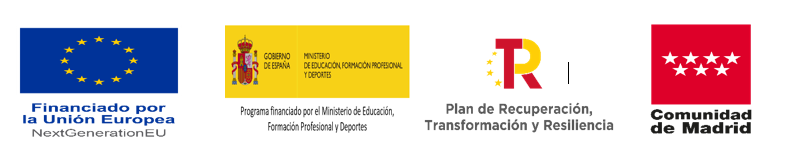 Financiado por
la Unión Europea
NextGenerationEU
GOBIERNO
DE ESPAÑA
MINISTERIO
DE EDUCACIÓN, FORMACIÓN PROFESIONAL
Y DEPORTES
Programa financiado por el Ministerio de Educación,
Formación Profesional y Deportes
TR
Plan de Recuperación,
Transformación y Resiliencia
Comunidad
de Madrid